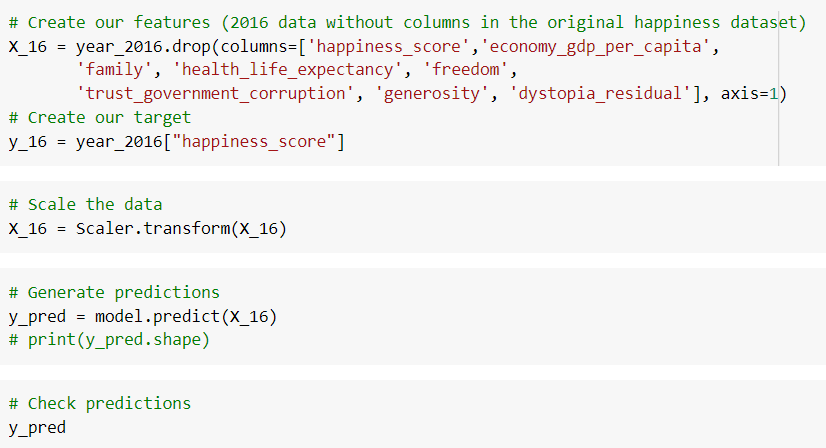 # Create our features (2016 data without columns in the original happiness dataset)
X_16 = year_2016.drop(columns=['happiness_score','economy_gdp_per_capita',
'family', 'health_life_expectancy', 'freedom',
'trust_government_corruption', 'generosity', 'dystopia_residual'], axis=1)
# Create our target
y_16 = year_2016["happiness_score"]
# Scale the data
X_16 = Scaler.transform(X_16)
# Generate predictions
y_pred = model.predict(X_16)
# print(y_pred.shape)
# Check predictions
y_pred